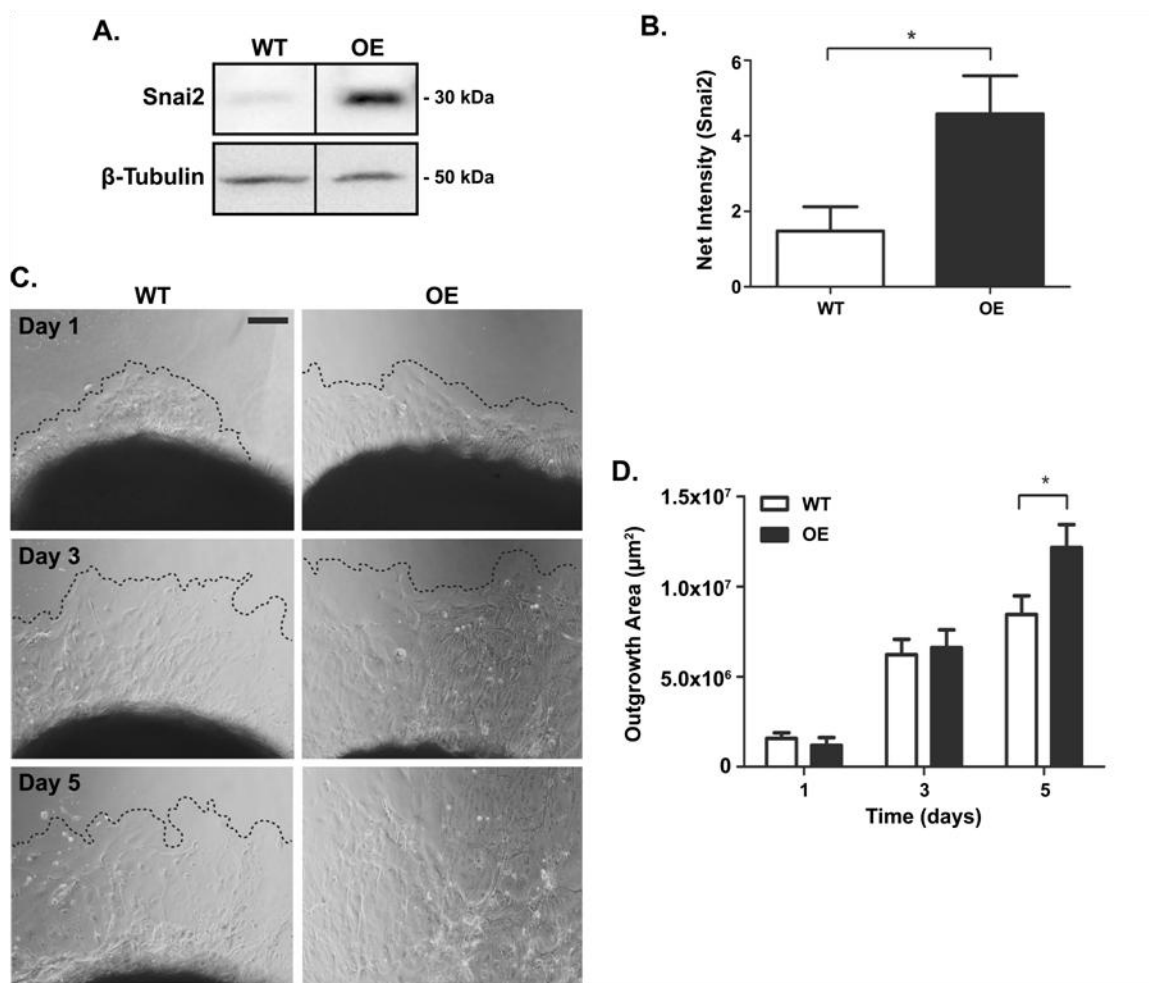 A.
WT OE
Snai2
- 30 kDa
β-Tubulin
- 50 kDa
B.
*
Net Intensity (Snai2)
6
4
2
0
WT OE
C.
WT OE
Day 1
Day 3
Day 5
D.
*
WT
OE
Outgrowth Area (µm²)
1.5x10⁷
1.0x10⁷
5.0x10⁶
0
1 3 5
Time (days)